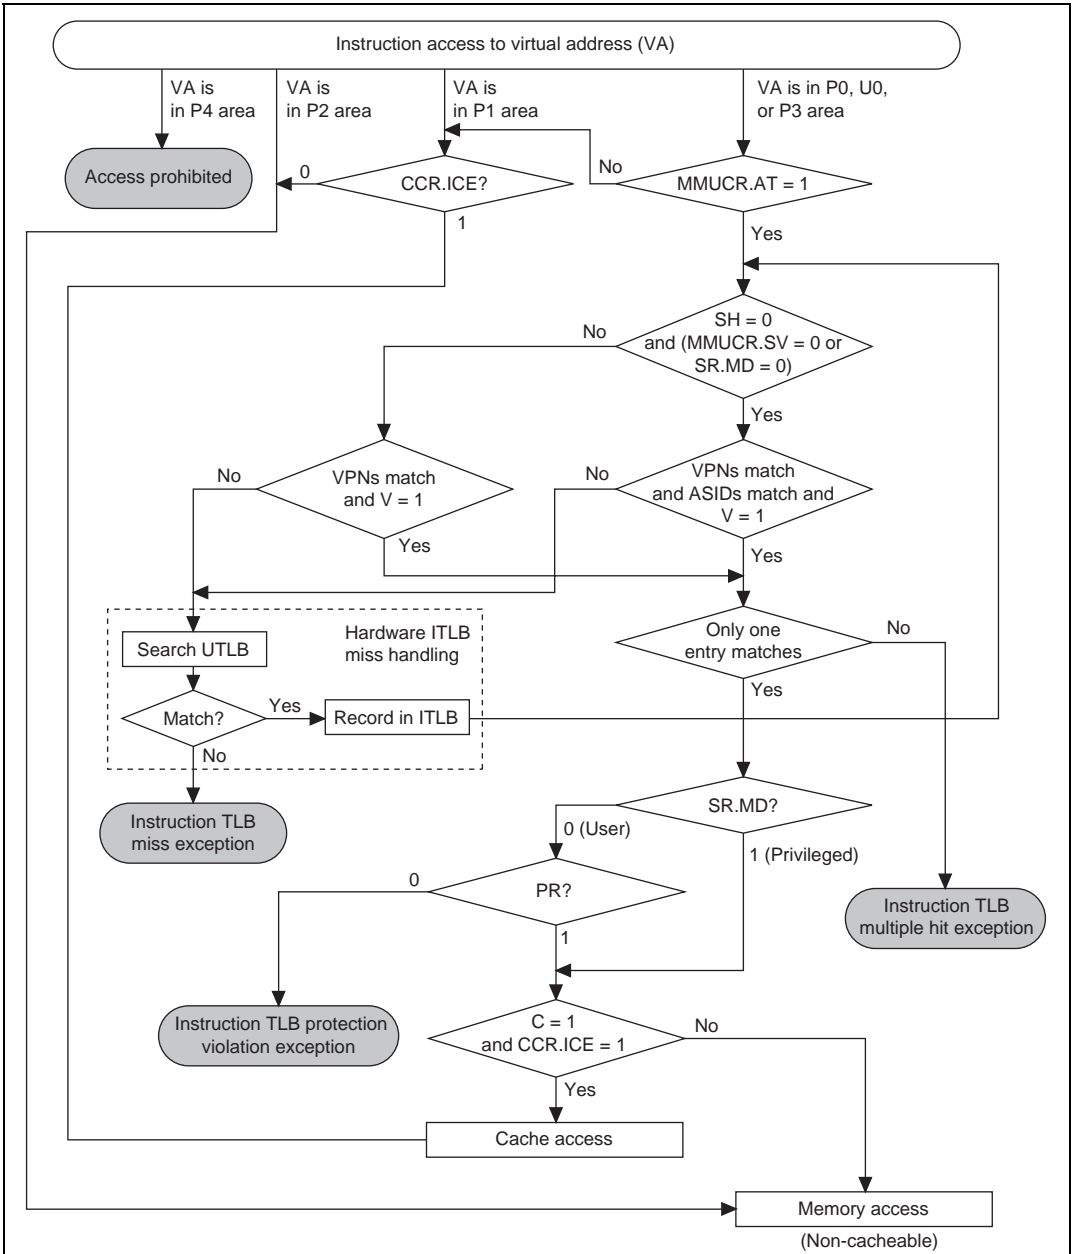 Instruction access to virtual address (VA)
VA is
in P4 area
VA is
in P2 area
VA is
in P1 area
VA is in P0, U0,
or P3 area
Access prohibited
0
CCR.ICE?
1
No
MMUCR.AT = 1
Yes
SH = 0
and (MMUCR.SV = 0 or
SR.MD = 0)
No
Yes
No
VPNs match
and V = 1
Yes
No
VPNs match
and ASIDs match and
V = 1
Yes
Hardware ITLB
miss handling
Search UTLB
Match?
Yes
Record in ITLB
No
Instruction TLB
miss exception
Only one
entry matches
No
Yes
SR.MD?
0 (User)
1 (Privileged)
0
PR?
1
Instruction TLB
multiple hit exception
Instruction TLB protection
violation exception
C = 1
and CCR.ICE = 1
No
Yes
Cache access
Memory access
(Non-cacheable)